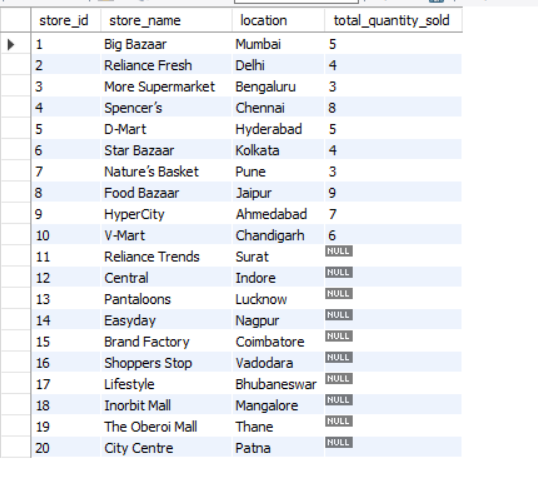 store_id store_name location total_quantity_sold
1 Big Bazaar Mumbai 5
2 Reliance Fresh Delhi 4
3 More Supermarket Bengaluru 3
4 Spencer’s Chennai 8
5 D-Mart Hyderabad 5
6 Star Bazaar Kolkata 4
7 Nature’s Basket Pune 3
8 Food Bazaar Jaipur 9
9 HyperCity Ahmedabad 7
10 V-Mart Chandigarh 6
11 Reliance Trends Surat NULL
12 Central Indore NULL
13 Pantaloons Lucknow NULL
14 Easyday Nagpur NULL
15 Brand Factory Coimbatore NULL
16 Shoppers Stop Vadodara NULL
17 Lifestyle Bhubaneswar NULL
18 Inorbit Mall Mangalore NULL
19 The Oberoi Mall Thane NULL
20 City Centre Patna NULL